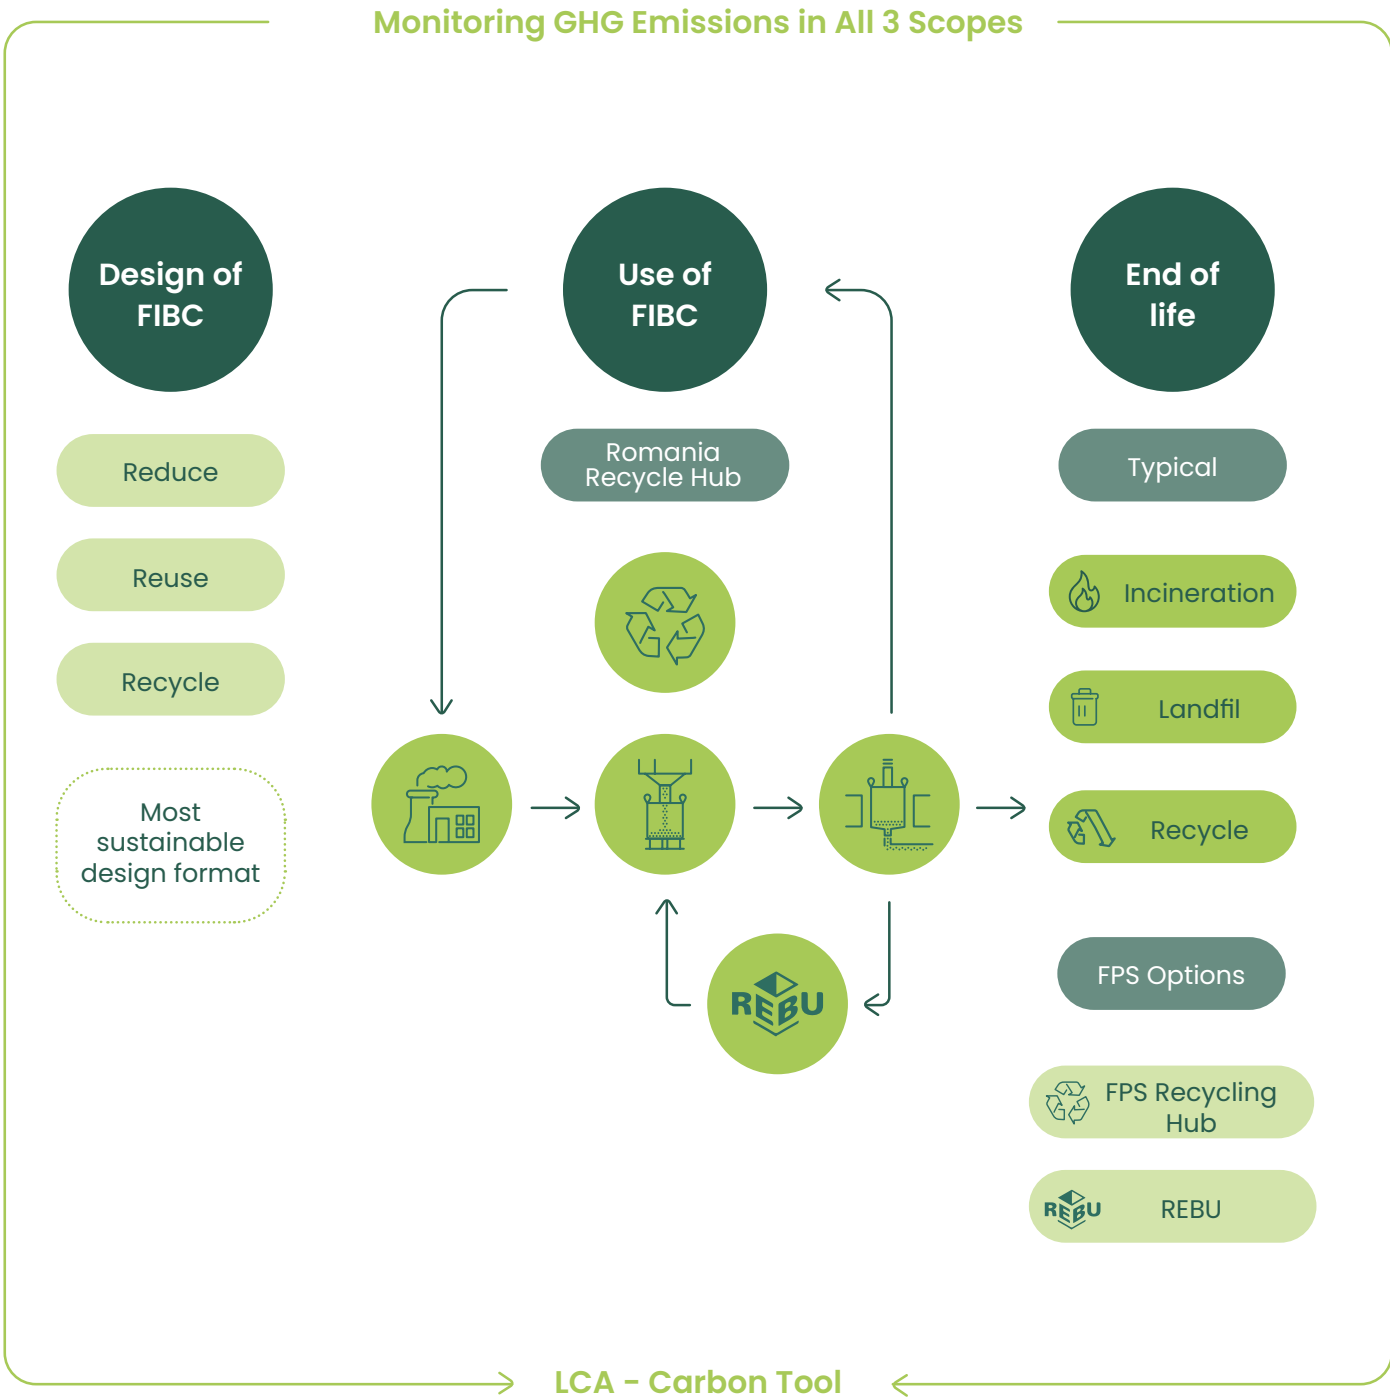 Monitoring GHG Emissions in All 3 Scopes
Design of
FIBC
Reduce
Reuse
Recycle
Most
sustainable
design format
Use of
FIBC
Romania
Recycle Hub
REBU
End of
life
Typical
Incineration
Landfil
Recycle
FPS Options
FPS Recycling
Hub
REBU
REBU
LCA - Carbon Tool